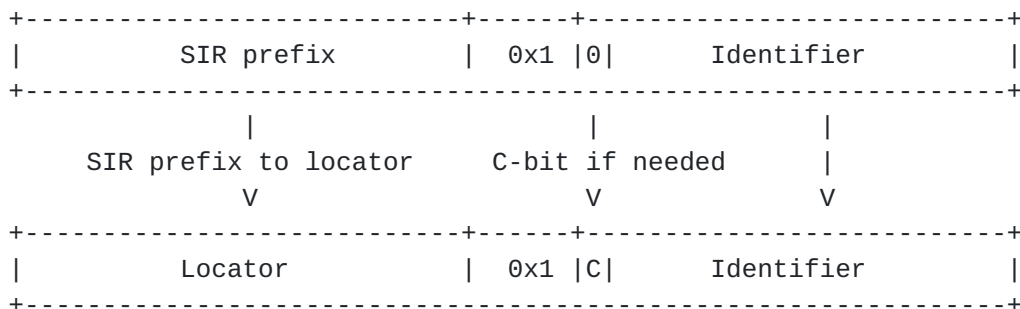 +----------------------------+------+---------------------------+
|          SIR prefix        |  0x1 |0|      Identifier         |
+---------------------------------------------------------------+
               |                     |              |
     SIR prefix to locator     C-bit if needed      |
               V                     V              V
+----------------------------+------+---------------------------+
|          Locator           |  0x1 |C|      Identifier         |
+---------------------------------------------------------------+